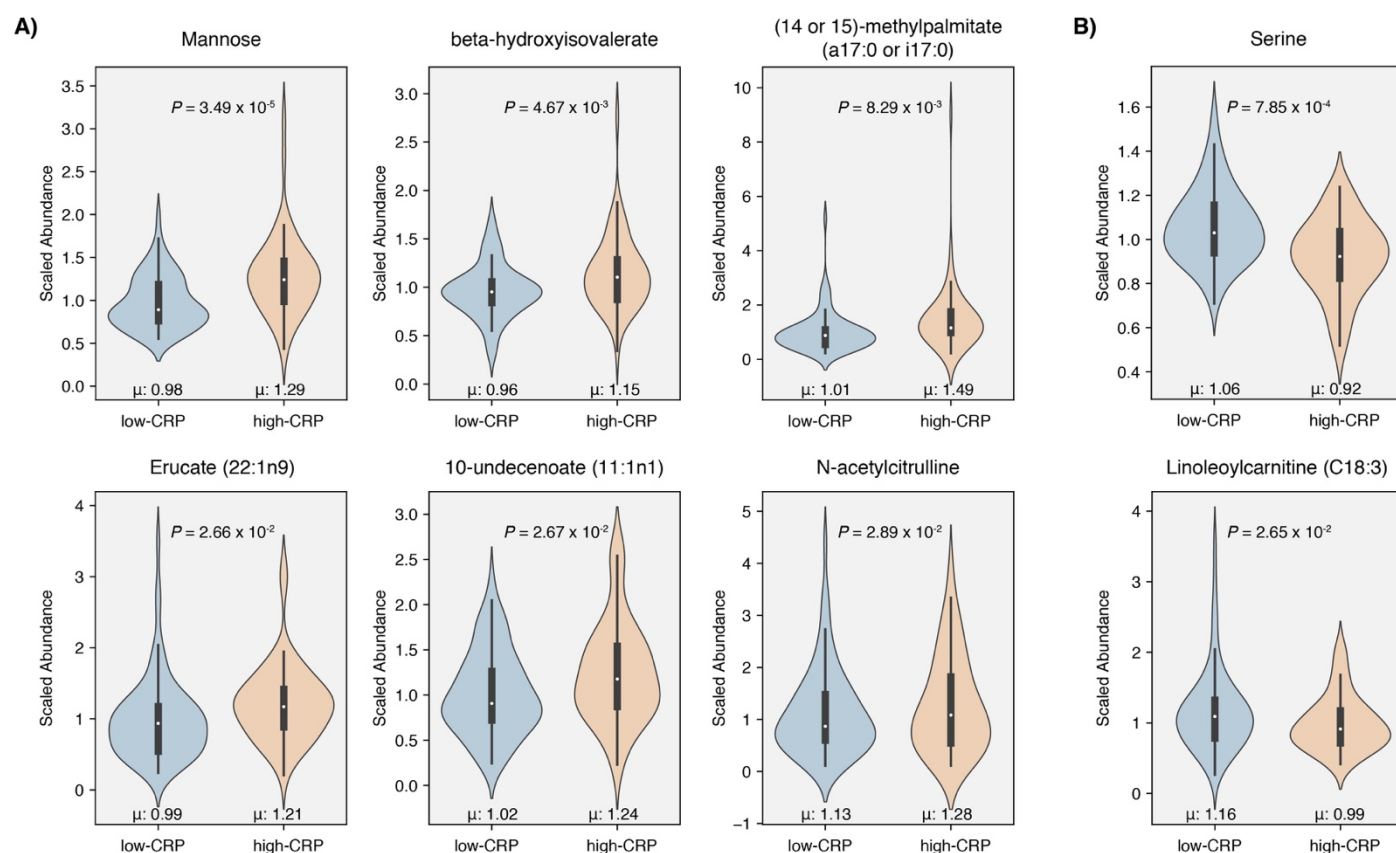 A)
Mannose
3.5
3.0
2.5
2.0
1.5
1.0
0.5
0.0
Scaled Abundance
P = 3.49 x 10⁻⁵
μ: 0.98
μ: 1.29
low-CRP
high-CRP
beta-hydroxyisovalerate
3.0
2.5
2.0
1.5
1.0
0.5
0.0
Scaled Abundance
P = 4.67 x 10⁻³
μ: 0.96
μ: 1.15
low-CRP
high-CRP
(14 or 15)-methylpalmitate
(a17:0 or i17:0)
10
8
6
4
2
0
Scaled Abundance
P = 8.29 x 10⁻³
μ: 1.01
μ: 1.49
low-CRP
high-CRP
B)
Serine
1.6
1.4
1.2
1.0
0.8
0.6
0.4
Scaled Abundance
P = 7.85 x 10⁻⁴
μ: 1.06
μ: 0.92
low-CRP
high-CRP
Erucate (22:1n9)
4
3
2
1
0
Scaled Abundance
P = 2.66 x 10⁻²
μ: 0.99
μ: 1.21
low-CRP
high-CRP
10-undecenoate (11:1n1)
3.0
2.5
2.0
1.5
1.0
0.5
0.0
Scaled Abundance
P = 2.67 x 10⁻²
μ: 1.02
μ: 1.24
low-CRP
high-CRP
N-acetylcitrulline
5
4
3
2
1
0
−1
Scaled Abundance
P = 2.89 x 10⁻²
μ: 1.13
μ: 1.28
low-CRP
high-CRP
Linoleoylcarnitine (C18:3)
4
3
2
1
0
Scaled Abundance
P = 2.65 x 10⁻²
μ: 1.16
μ: 0.99
low-CRP
high-CRP